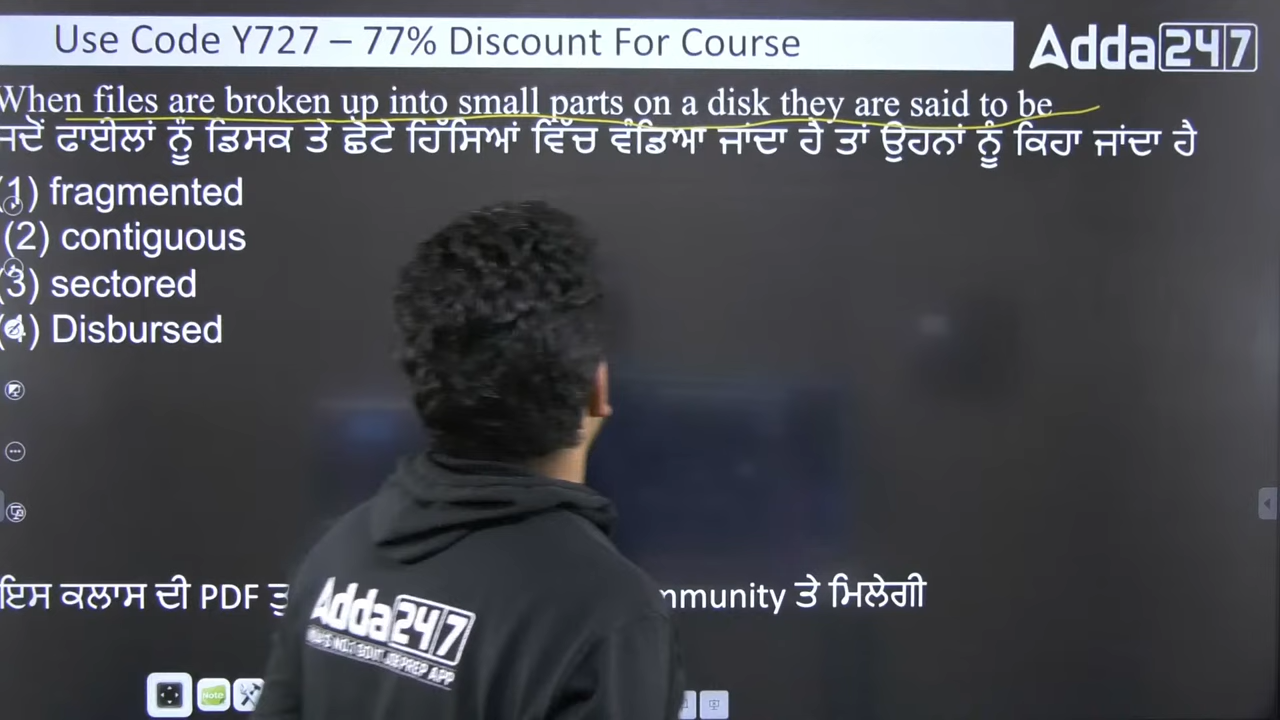 Use Code Y727 – 77% Discount For Course
Adda247
When files are broken up into small parts on a disk they are said to be
ਜਦੋਂ ਫਾਈਲਾਂ ਨੂੰ ਡਿਸਕ ਤੇ ਛੋਟੇ ਹਿੱਸਿਆਂ ਵਿੱਚ ਵੰਡਿਆ ਜਾਂਦਾ ਹੈ ਤਾਂ ਉਹਨਾਂ ਨੂੰ ਕਿਹਾ ਜਾਂਦਾ ਹੈ
(1) fragmented
(2) contiguous
(3) sectored
(4) Disbursed
ਇਸ ਕਲਾਸ ਦੀ PDF ਤੇ ਮਿਲੇਗੀ
Adda247
Note